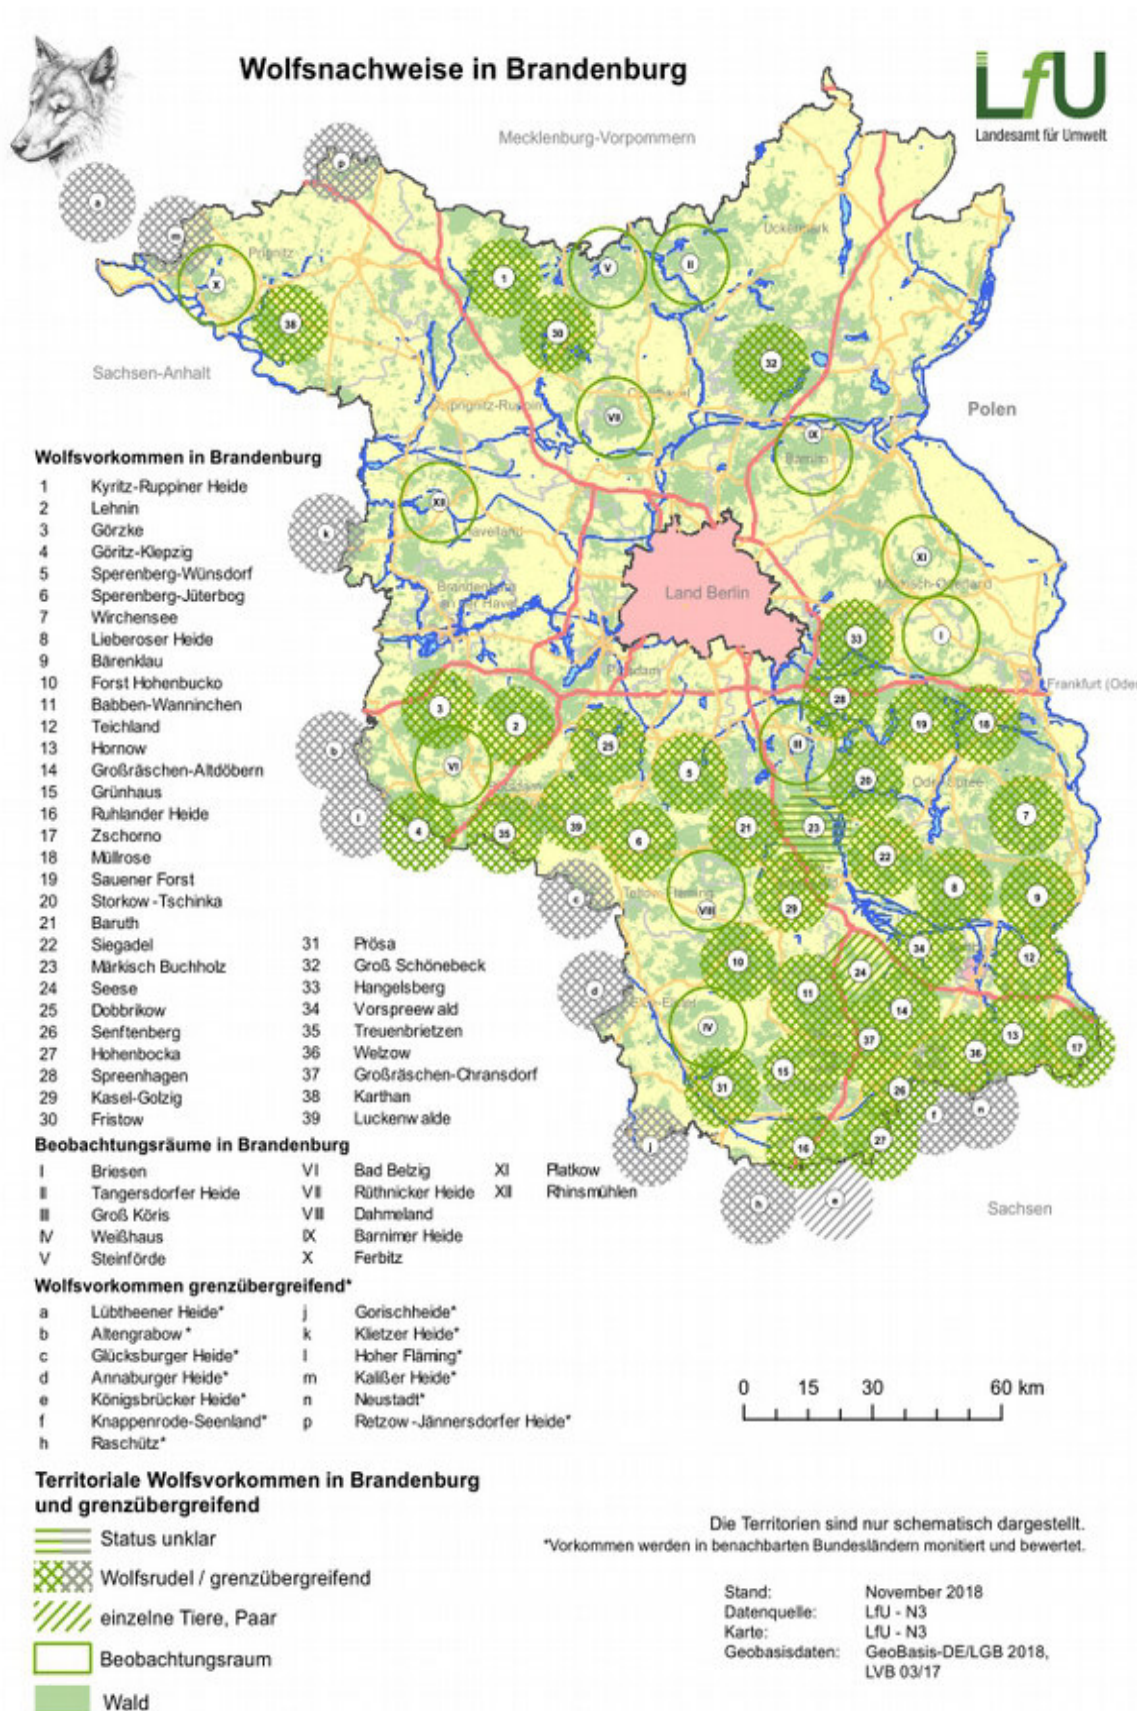 Wolfsnachweise in Brandenburg
LfU
Landesamt für Umwelt
Mecklenburg-Vorpommern
Prignitz
Uckermark
Sachsen-Anhalt
Polen
Barnim
Havelland
Land Berlin
Brandenburg
an der Havel
Potsdam
Frankfurt (Oder
Teltow-Fläming
Sachsen
Wolfsvorkommen in Brandenburg
1 Kyritz-Ruppiner Heide
2 Lehnin
3 Görzke
4 Göritz-Klepzig
5 Sperenberg-Wünsdorf
6 Sperenberg-Jüterbog
7 Wirchensee
8 Lieberoser Heide
9 Bärenklau
10 Forst Hohenbucko
11 Babben-Wanninchen
12 Teichland
13 Hornow
14 Großräschen-Altdöbern
15 Grünhaus
16 Ruhlander Heide
17 Zschorno
18 Müllrose
19 Sauener Forst
20 Storkow-Tschinka
21 Baruth
22 Siegadel
23 Märkisch Buchholz
24 Seese
25 Dobbrikow
26 Senftenberg
27 Hohenbocka
28 Spreenhagen
29 Kasel-Golzig
30 Fristow
31 Prösa
32 Groß Schönebeck
33 Hangelsberg
34 Vorspreewald
35 Treuenbrietzen
36 Welzow
37 Großräschen-Chransdorf
38 Karthan
39 Luckenwalde
Beobachtungsräume in Brandenburg
I Briesen
II Tangersdorfer Heide
III Groß Köris
IV Weißhaus
V Steinförde
VI Bad Belzig
VII Rüthnicker Heide
VIII Dahmeland
IX Barnimer Heide
X Ferbitz
XI Platkow
XII Rhinsmühlen
Wolfsvorkommen grenzübergreifend*
a Lübtheener Heide*
b Altengrabow*
c Glücksburger Heide*
d Annaburger Heide*
e Königsbrücker Heide*
f Knappenrode-Seenland*
h Raschütz*
j Gorischheide*
k Klietzer Heide*
l Hoher Fläming*
m Kalißer Heide*
n Neustadt*
p Retzow-Jännersdorfer Heide*
0 15 30 60 km
Territoriale Wolfsvorkommen in Brandenburg
und grenzübergreifend
Status unklar
Wolfsrudel / grenzübergreifend
einzelne Tiere, Paar
Beobachtungsraum
Wald
Die Territorien sind nur schematisch dargestellt.
*Vorkommen werden in benachbarten Bundesländern monitiert und bewertet.
Stand: November 2018
Datenquelle: LfU - N3
Karte: LfU - N3
Geobasisdaten: GeoBasis-DE/LGB 2018,
LVB 03/17